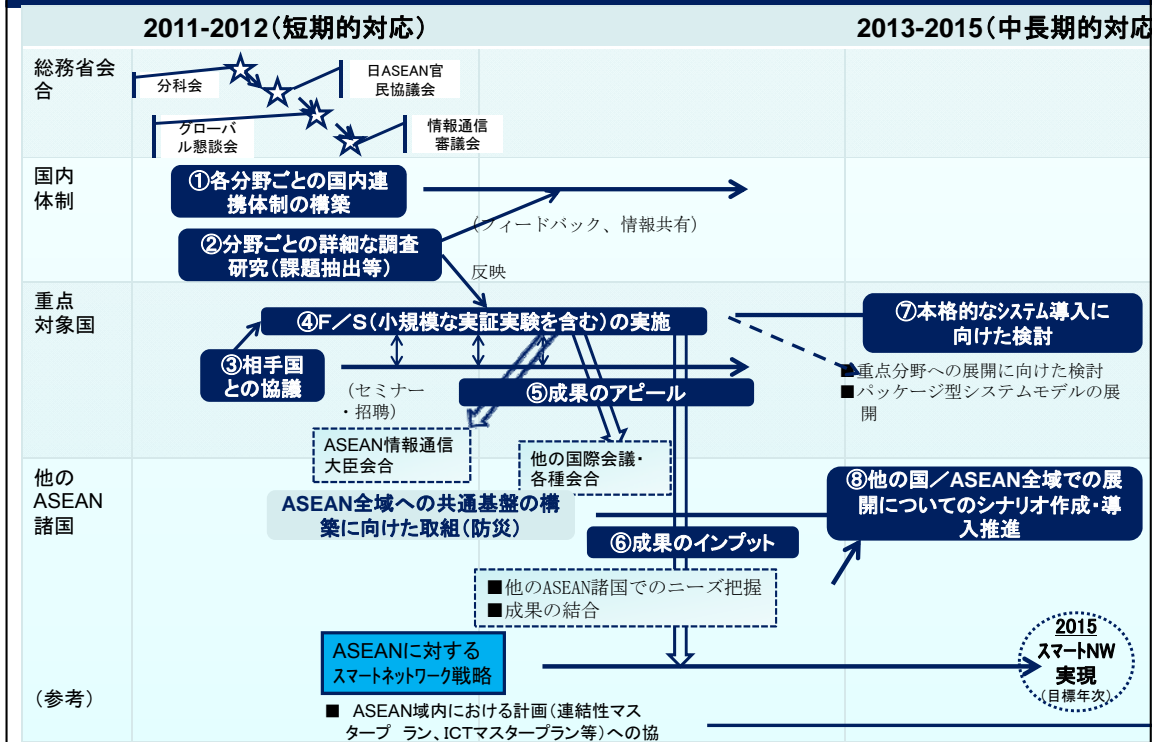 2011-2012（短期的対応）
2013-2015（中長期的対応
総務省会
合
分科会
日ASEAN官
民協議会
グローバ
ル懇談会
情報通信
審議会
国内
体制
①各分野ごとの国内連
携体制の構築
（フィードバック、情報共有）
②分野ごとの詳細な調査
研究（課題抽出等）
反映
重点
対象国
④F／S（小規模な実証実験を含む）の実施
⑦本格的なシステム導入に
向けた検討
③相手国
との協議
■重点分野への展開に向けた検討
■パッケージ型システムモデルの展
開
（セミナー
・招聘）
⑤成果のアピール
ASEAN情報通信
大臣会合
他の国際会議・
各種会合
他の
ASEAN
諸国
ASEAN全域への共通基盤の構
築に向けた取組（防災）
⑧他の国／ASEAN全域での展
開についてのシナリオ作成・導
入推進
⑥成果のインプット
■他のASEAN諸国でのニーズ把握
■成果の結合
ASEANに対する
スマートネットワーク戦略
2015
スマートNW
実現
（目標年次）
（参考）
■ ASEAN域内における計画（連結性マス
タープ ラン、ICTマスタープラン等）への協